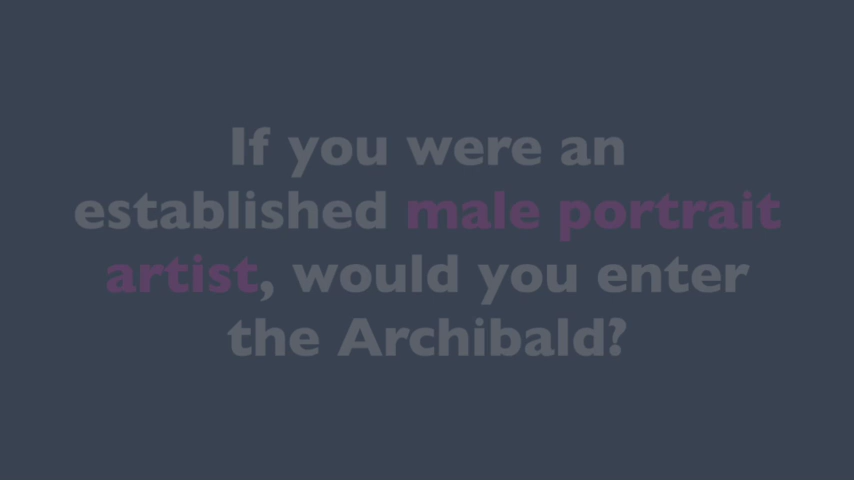 If you were an
established male portrait
artist, would you enter
the Archibald?